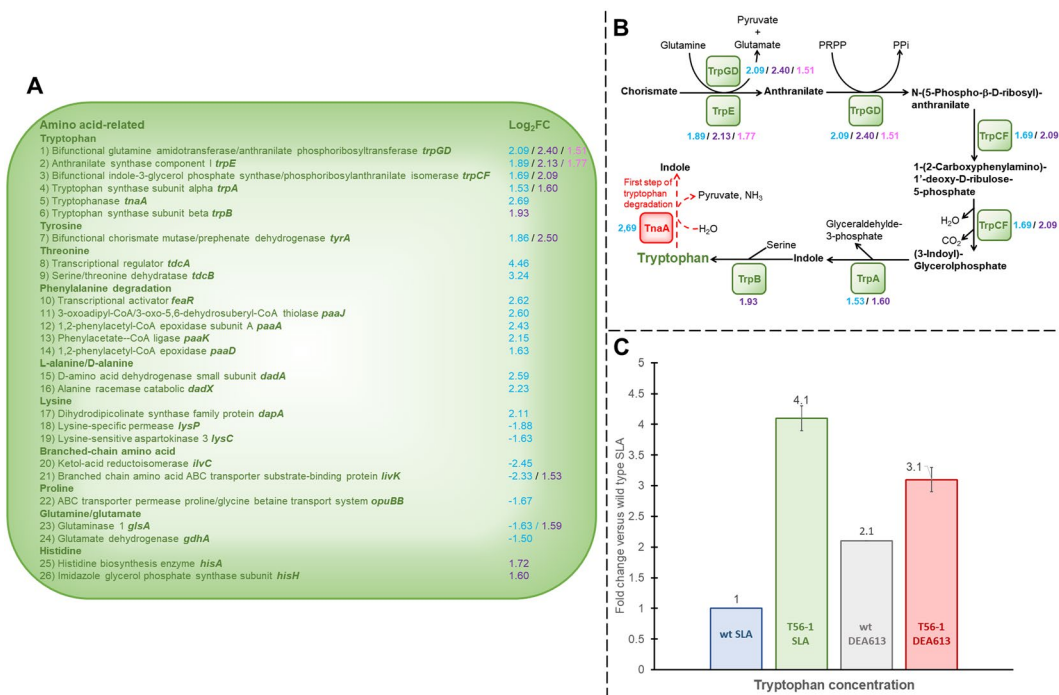 A
Amino acid-related Log₂FC
Tryptophan
1) Bifunctional glutamine amidotransferase/anthranilate phosphoribosyltransferase trpGD 2.09 / 2.40 / 1.51
2) Anthranilate synthase component I trpE 1.89 / 2.13 / 1.77
3) Bifunctional indole-3-glycerol phosphate synthase/phosphoribosylanthranilate isomerase trpCF 1.69 / 2.09
4) Tryptophan synthase subunit alpha trpA 1.53 / 1.60
5) Tryptophanase tnaA 2.69
6) Tryptophan synthase subunit beta trpB 1.93
Tyrosine
7) Bifunctional chorismate mutase/prephenate dehydrogenase tyrA 1.86 / 2.50
Threonine
8) Transcriptional regulator tdcA 4.46
9) Serine/threonine dehydratase tdcB 3.24
Phenylalanine degradation
10) Transcriptional activator feaR 2.62
11) 3-oxoadipyl-CoA/3-oxo-5,6-dehydrosuberyl-CoA thiolase paaJ 2.60
12) 1,2-phenylacetyl-CoA epoxidase subunit A paaA 2.43
13) Phenylacetate--CoA ligase paaK 2.15
14) 1,2-phenylacetyl-CoA epoxidase paaD 1.63
L-alanine/D-alanine
15) D-amino acid dehydrogenase small subunit dadA 2.59
16) Alanine racemase catabolic dadX 2.23
Lysine
17) Dihydrodipicolinate synthase family protein dapA 2.11
18) Lysine-specific permease lysP -1.88
19) Lysine-sensitive aspartokinase 3 lysC -1.63
Branched-chain amino acid
20) Ketol-acid reductoisomerase ilvC -2.45
21) Branched chain amino acid ABC transporter substrate-binding protein livK -2.33 / 1.53
Proline
22) ABC transporter permease proline/glycine betaine transport system opuBB -1.67
Glutamine/glutamate
23) Glutaminase 1 glsA -1.63 / 1.59
24) Glutamate dehydrogenase gdhA -1.50
Histidine
25) Histidine biosynthesis enzyme hisA 1.72
26) Imidazole glycerol phosphate synthase subunit hisH 1.60
B
Pyruvate
+
Glutamine Glutamate PRPP PPi
TrpGD 2.09 / 2.40 / 1.51
Chorismate Anthranilate N-(5-Phospho-β-D-ribosyl)-
anthranilate
TrpE TrpGD
1.89 / 2.13 / 1.77 2.09 / 2.40 / 1.51
TrpCF 1.69 / 2.09
Indole
First step of
tryptophan
degradation
Pyruvate, NH₃
1-(2-Carboxyphenylamino)-
1'-deoxy-D-ribulose-
5-phosphate
2,69 TnaA H₂O
H₂O
CO₂
TrpCF 1.69 / 2.09
Glyceraldehylde-
3-phosphate
Tryptophan Serine Indole (3-Indoyl)-
Glycerolphosphate
TrpB TrpA
1.93 1.53 / 1.60
C
Fold change versus wild type SLA
5
4.5
4
3.5
3
2.5
2
1.5
1
0.5
0
1
4.1
2.1
3.1
wt SLA
T56-1
SLA
wt
DEA613
T56-1
DEA613
Tryptophan concentration